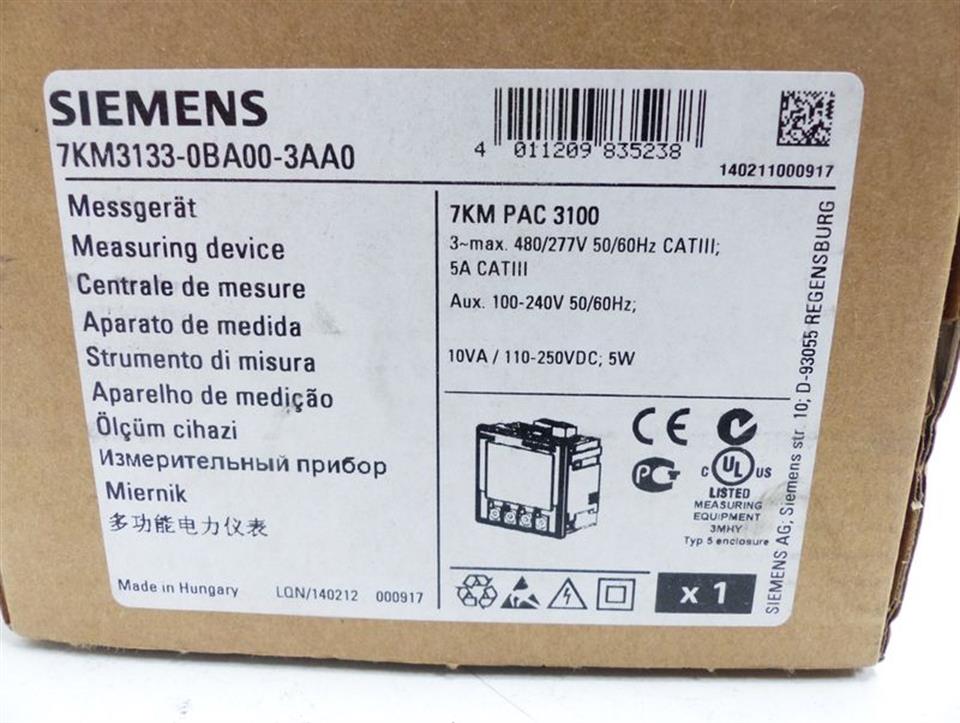 SIEMENS
7KM3133-0BA00-3AA0
4 011209 835238
140211000917
Messgerät
Measuring device
Centrale de mesure
Aparato de medida
Strumento di misura
Aparelho de medição
Ölçüm cihazi
Измерительный прибор
Miernik
多功能电力仪表
Made in Hungary LQN/140212 000917
7KM PAC 3100
3~max. 480/277V 50/60Hz CATIII;
5A CATIII
Aux. 100-240V 50/60Hz;
10VA / 110-250VDC; 5W
CE
PCT
C UL US
LISTED
MEASURING
EQUIPMENT
3MHY
Typ 5 enclosure
x 1
SIEMENS AG; Siemens str. 10; D-93055 REGENSBURG